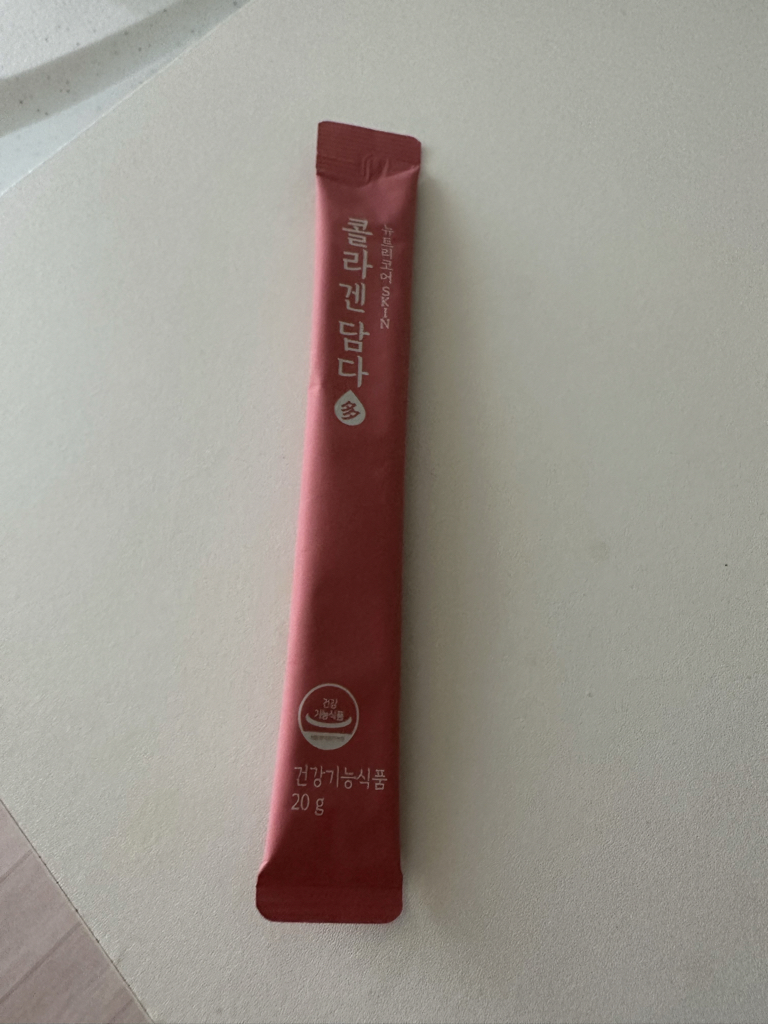 뉴트리코어 SKIN
콜라겐 담다
多
건강
기능식품
건강기능식품
20 g